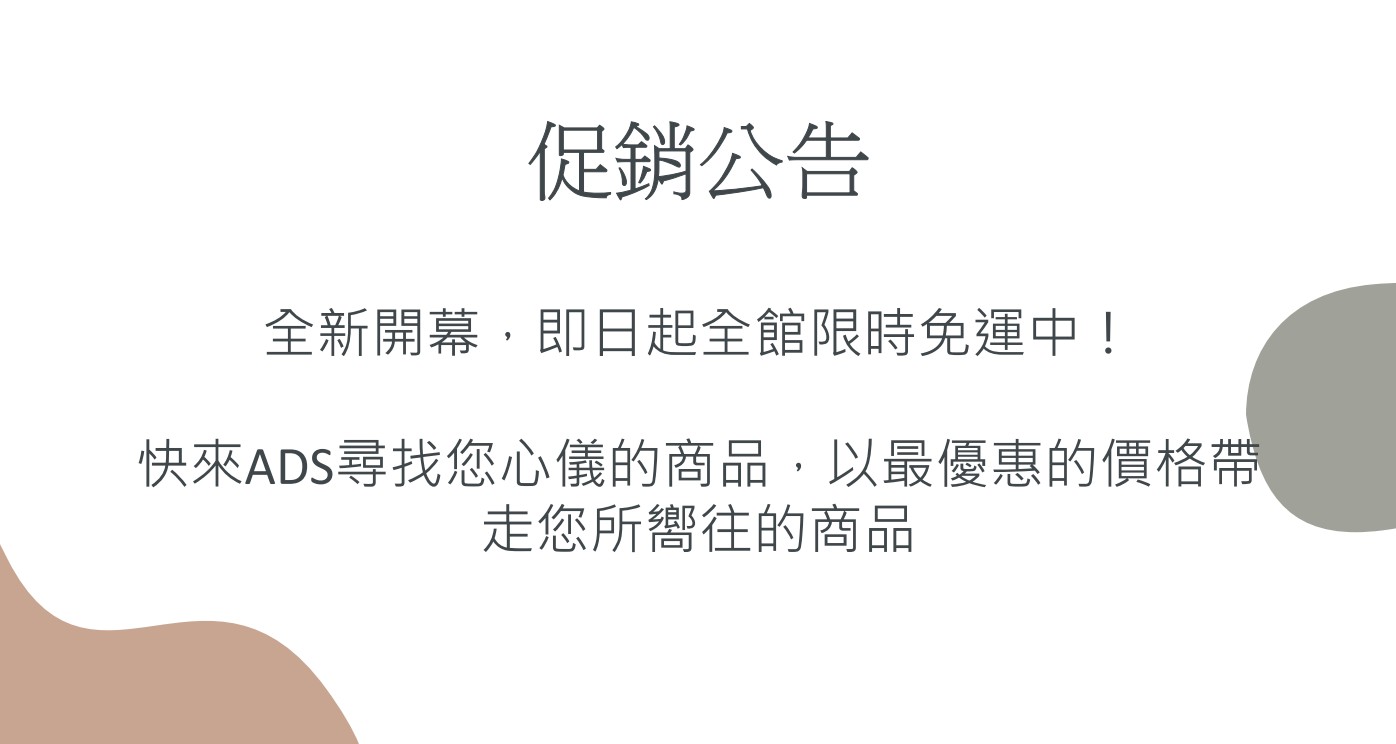 促銷公告
全新開幕，即日起全館限時免運中！
快來ADS尋找您心儀的商品，以最優惠的價格帶
走您所嚮往的商品